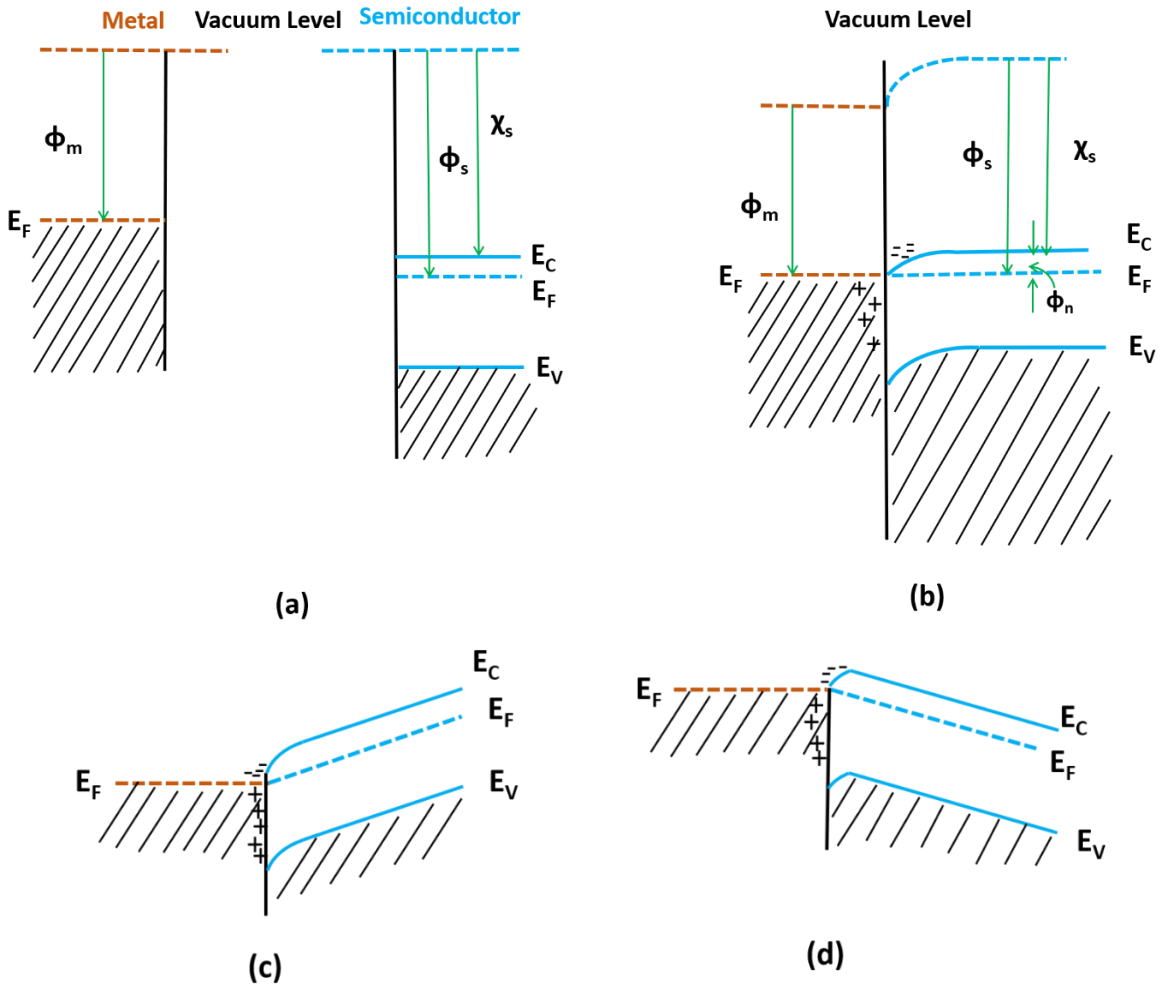 Metal Vacuum Level Semiconductor
ϕm
χs
ϕs
EF
EC
EF
EV
(a)
Vacuum Level
ϕs
χs
ϕm
EC
EF
EF
ϕn
EV
(b)
EC
EF
EF
EV
(c)
EF
EC
EF
EV
(d)